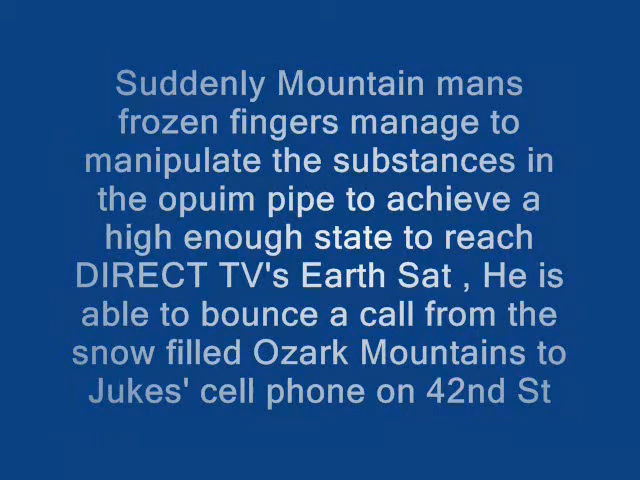 Suddenly Mountain mans
frozen fingers manage to
manipulate the substances in
the opuim pipe to achieve a
high enough state to reach
DIRECT TV's Earth Sat , He is
able to bounce a call from the
snow filled Ozark Mountains to
Jukes' cell phone on 42nd St